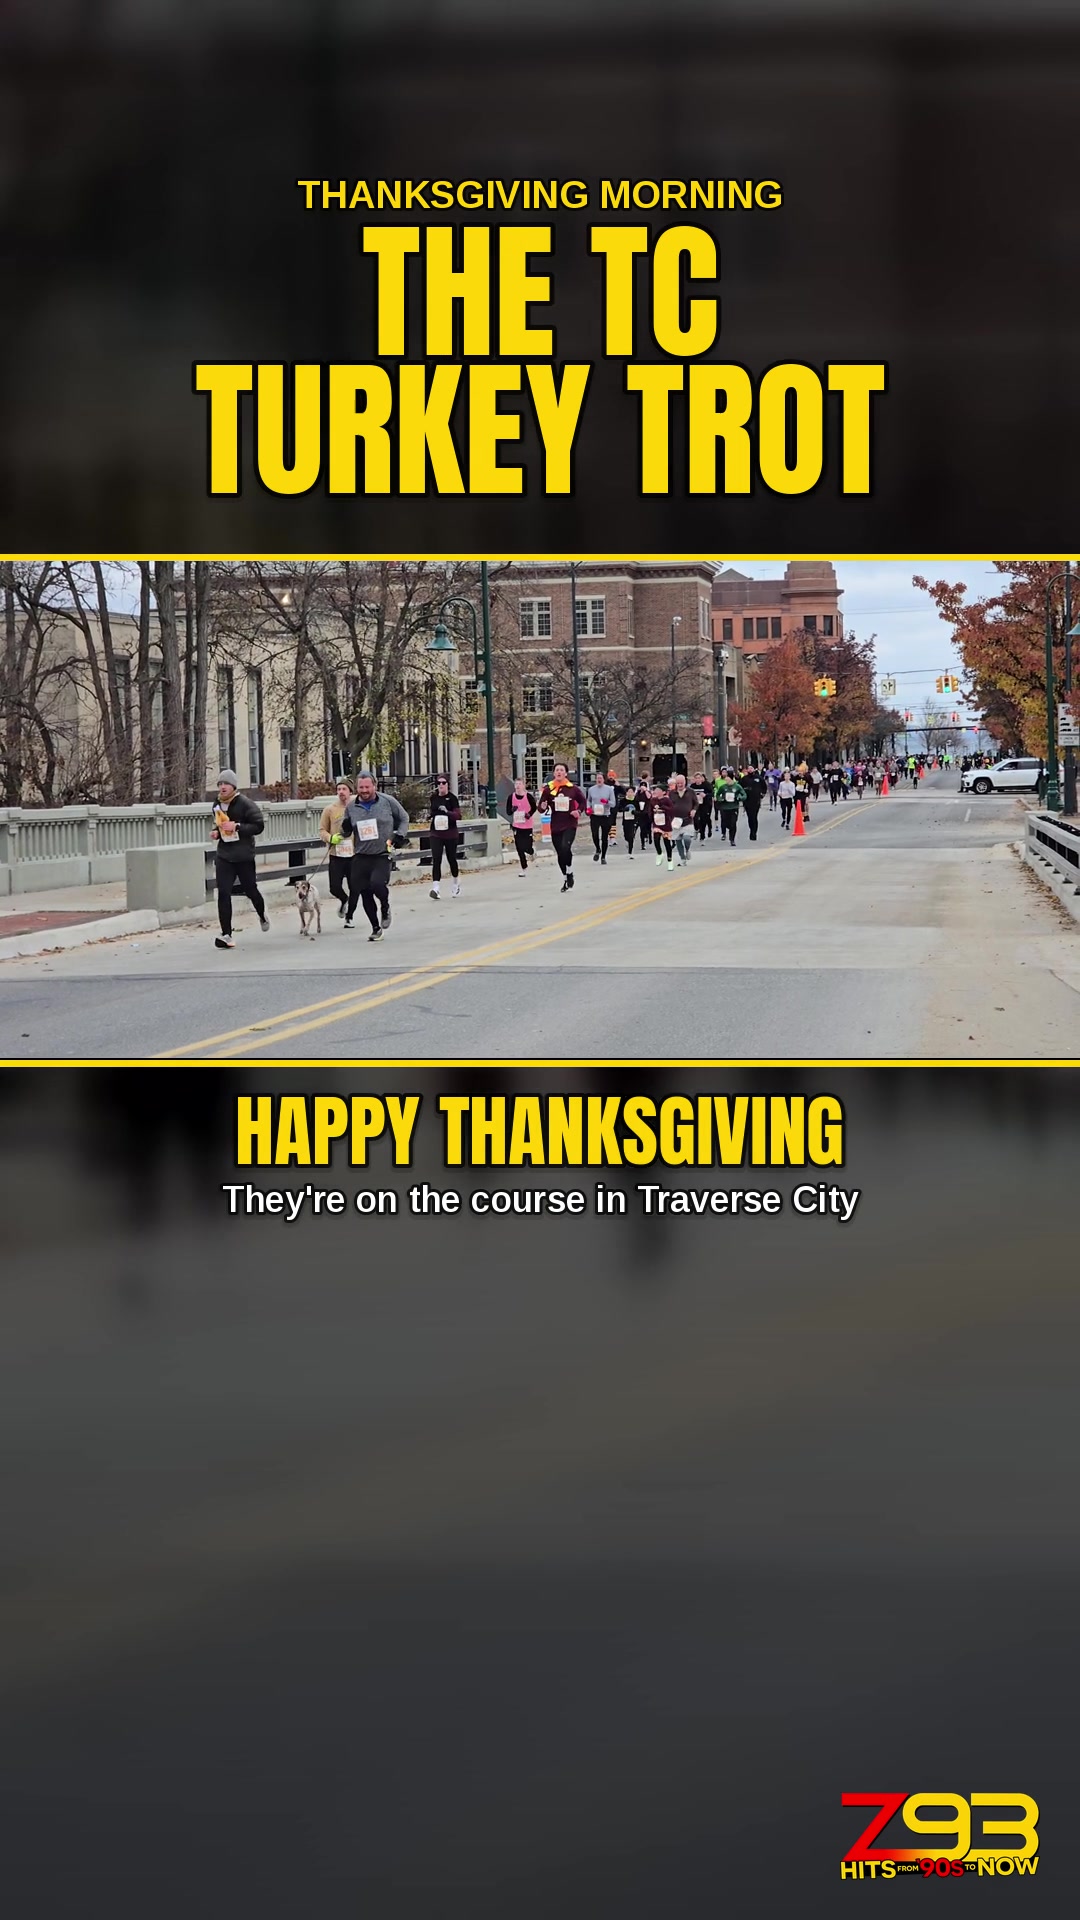 THANKSGIVING MORNING
THE TC
TURKEY TROT
HAPPY THANKSGIVING
They're on the course in Traverse City
Z93
HITS FROM '90S TO NOW